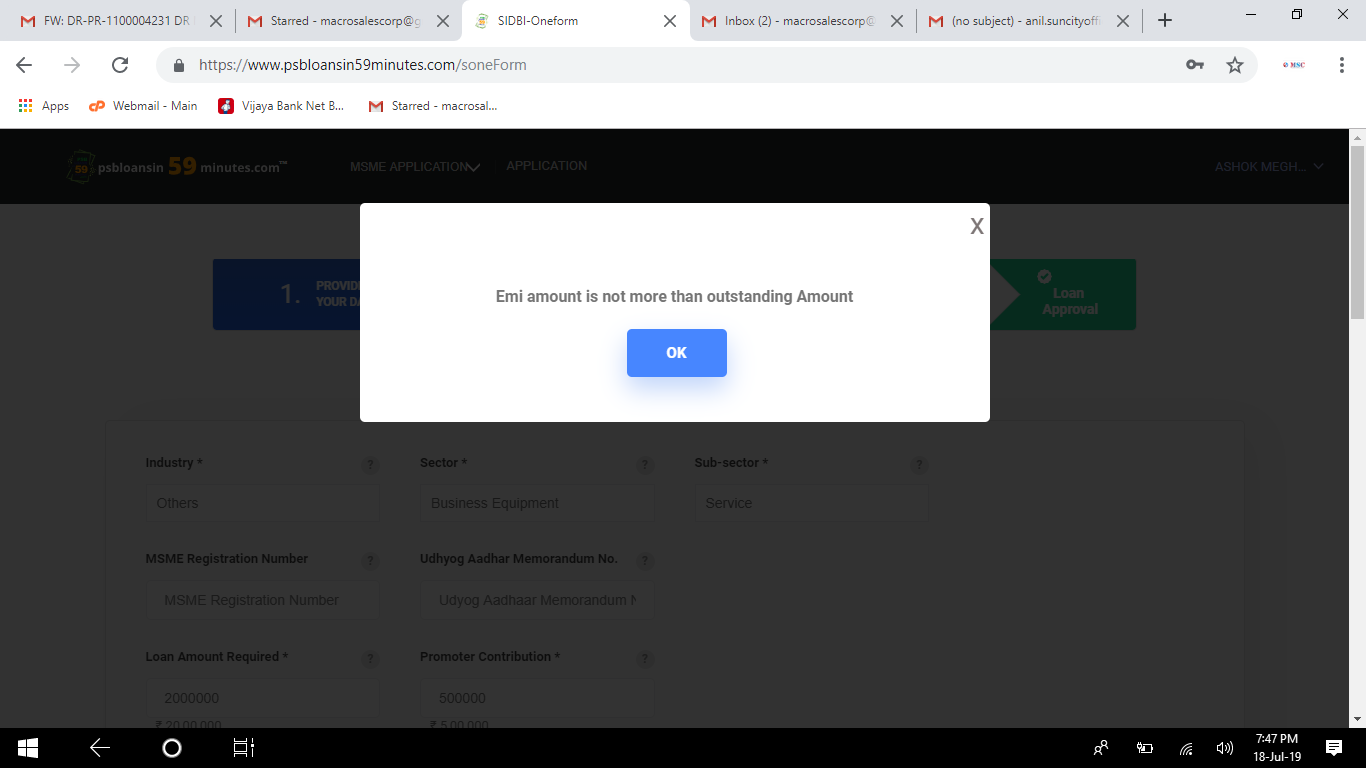 FW: DR-PR-1100004231 DR
Starred - macrosalescorp@g
SIDBI-Oneform
Inbox (2) - macrosalescorp@
(no subject) - anil.suncityoffi
https://www.psbloansin59minutes.com/soneForm
MSC
Apps
Webmail - Main
Vijaya Bank Net B...
Starred - macrosal...
59 psbloansin 59 minutes.com™
MSME APPLICATION
APPLICATION
ASHOK MEGH...
X
1. PROVID
YOUR DA
Loan
Approval
Emi amount is not more than outstanding Amount
OK
Industry * ?
Sector * ?
Sub-sector * ?
Others
Business Equipment
Service
MSME Registration Number ?
Udhyog Aadhar Memorandum No. ?
MSME Registration Number
Udyog Aadhaar Memorandum N
Loan Amount Required * ?
Promoter Contribution * ?
2000000
500000
₹ 20,00,000
₹ 5,00,000
7:47 PM
18-Jul-19